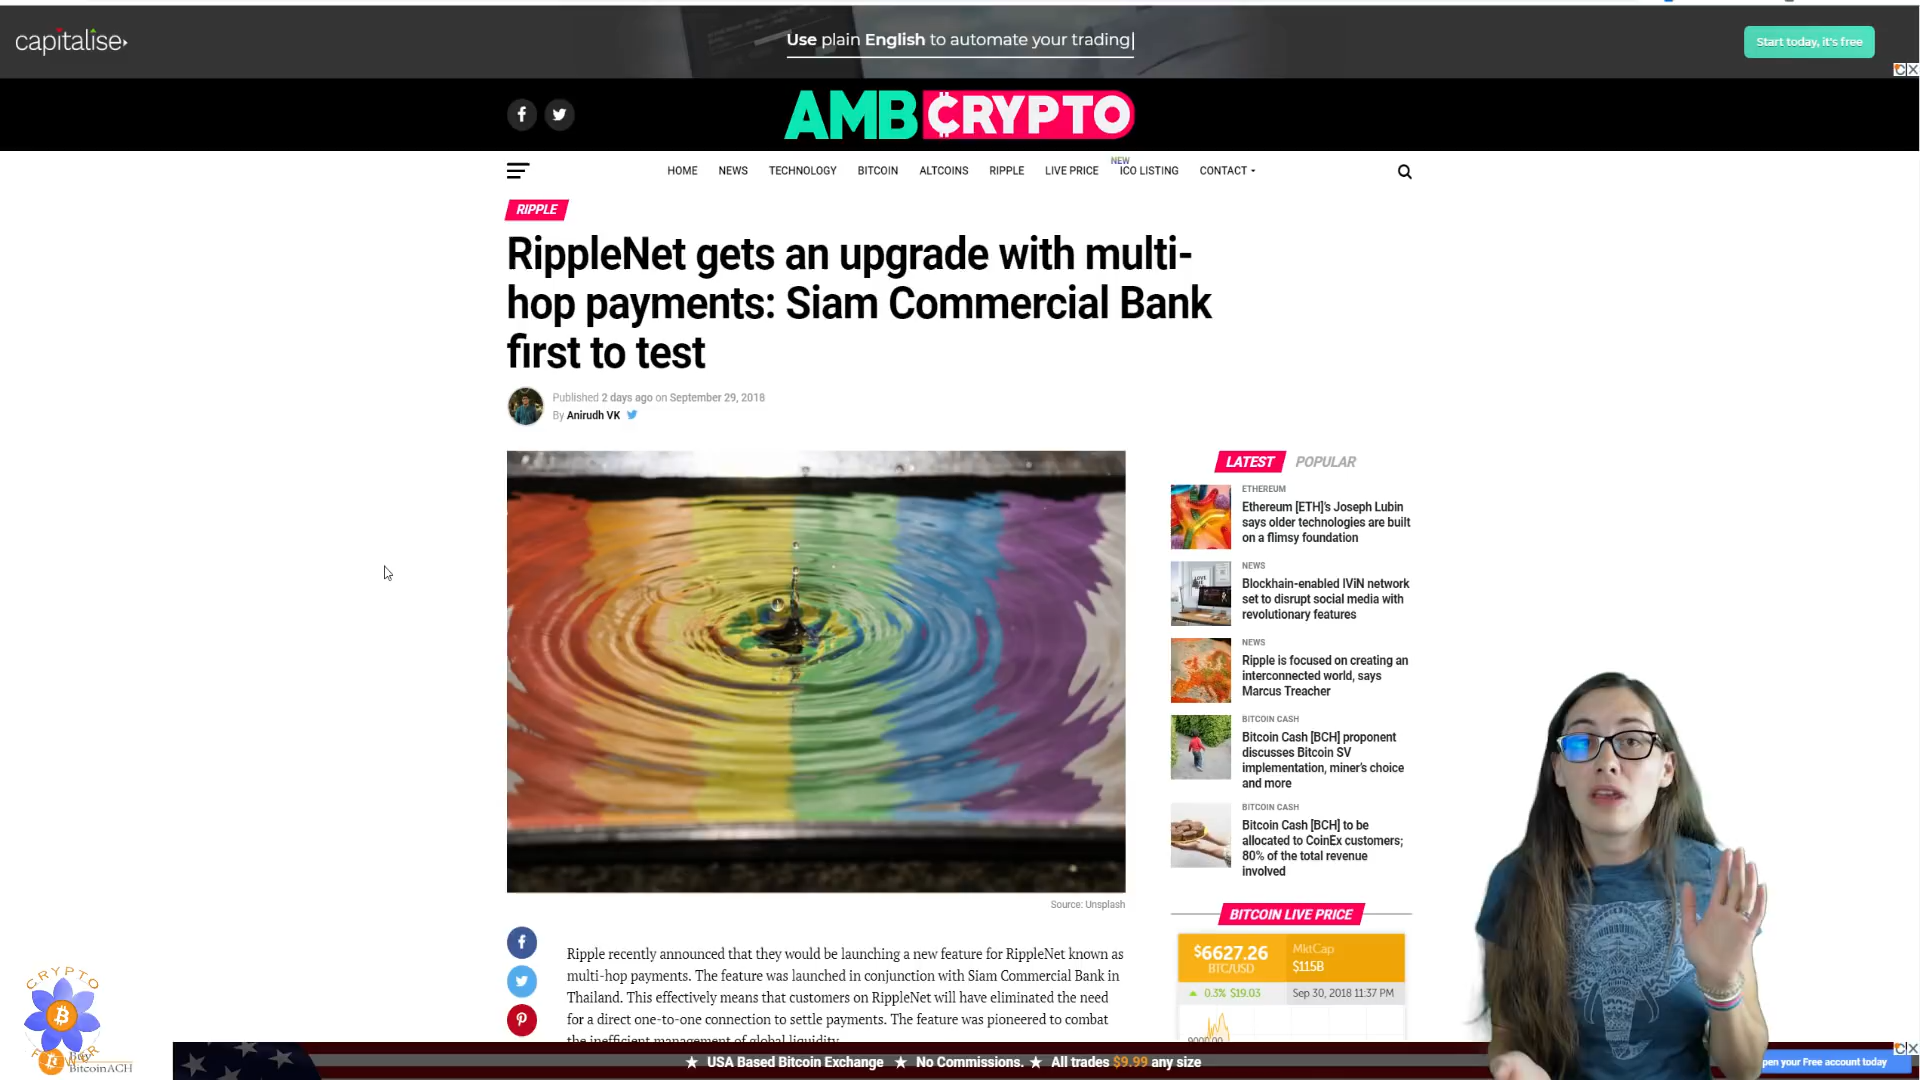 capitalise
Use plain English to automate your trading
Start today, it's free
AMBCRYPTO
HOME NEWS TECHNOLOGY BITCOIN ALTCOINS RIPPLE LIVE PRICE NEW ICO LISTING CONTACT
RIPPLE
RippleNet gets an upgrade with multi-
hop payments: Siam Commercial Bank
first to test
Published 2 days ago on September 29, 2018
By Anirudh VK
LATEST POPULAR
ETHEREUM
Ethereum [ETH]'s Joseph Lubin
says older technologies are built
on a flimsy foundation
NEWS
Blockhain-enabled IViN network
set to disrupt social media with
revolutionary features
NEWS
Ripple is focused on creating an
interconnected world, says
Marcus Treacher
BITCOIN CASH
Bitcoin Cash [BCH] proponent
discusses Bitcoin SV
implementation, miner's choice
and more
BITCOIN CASH
Bitcoin Cash [BCH] to be
allocated to CoinEx customers;
80% of the total revenue
involved
Source: Unsplash
BITCOIN LIVE PRICE
$6627.26
BTC/USD
MktCap
$115B
0.3% $19.03
Sep 30, 2018 11:37 PM
Ripple recently announced that they would be launching a new feature for RippleNet known as
multi-hop payments. The feature was launched in conjunction with Siam Commercial Bank in
Thailand. This effectively means that customers on RippleNet will have eliminated the need
for a direct one-to-one connection to settle payments. The feature was pioneered to combat
the inefficient management of global liquidity.
CRYPTO
BitcoinACH
★ USA Based Bitcoin Exchange ★ No Commissions. ★ All trades $9.99 any size
pen your Free account today